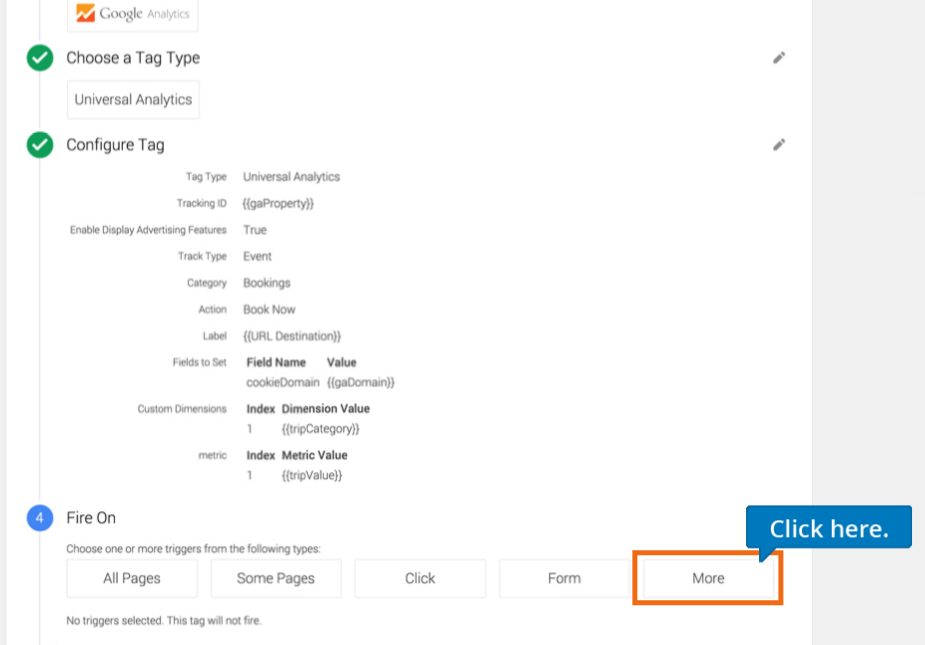 Google Analytics
Choose a Tag Type
Universal Analytics
Configure Tag
Tag Type Universal Analytics
Tracking ID {{gaProperty}}
Enable Display Advertising Features True
Track Type Event
Category Bookings
Action Book Now
Label {{URL Destination}}
Fields to Set Field Name Value
cookieDomain {{gaDomain}}
Custom Dimensions Index Dimension Value
1 {{tripCategory}}
metric Index Metric Value
1 {{tripValue}}
4 Fire On
Click here.
Choose one or more triggers from the following types:
All Pages Some Pages Click Form More
No triggers selected. This tag will not fire.